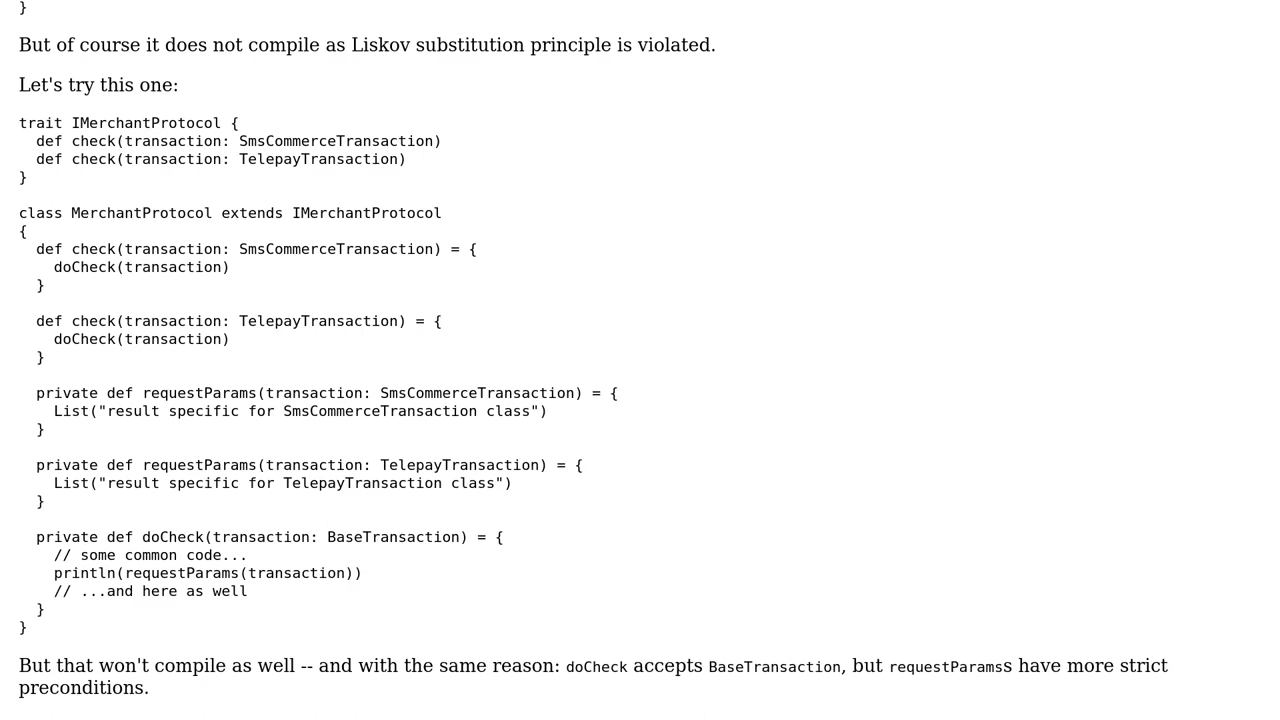 }
But of course it does not compile as Liskov substitution principle is violated.
Let's try this one:
trait IMerchantProtocol {
  def check(transaction: SmsCommerceTransaction)
  def check(transaction: TelepayTransaction)
}
class MerchantProtocol extends IMerchantProtocol
{
  def check(transaction: SmsCommerceTransaction) = {
    doCheck(transaction)
  }
  def check(transaction: TelepayTransaction) = {
    doCheck(transaction)
  }
  private def requestParams(transaction: SmsCommerceTransaction) = {
    List("result specific for SmsCommerceTransaction class")
  }
  private def requestParams(transaction: TelepayTransaction) = {
    List("result specific for TelepayTransaction class")
  }
  private def doCheck(transaction: BaseTransaction) = {
    // some common code...
    println(requestParams(transaction))
    // ...and here as well
  }
}
But that won't compile as well -- and with the same reason: doCheck accepts BaseTransaction, but requestParamss have more strict
preconditions.